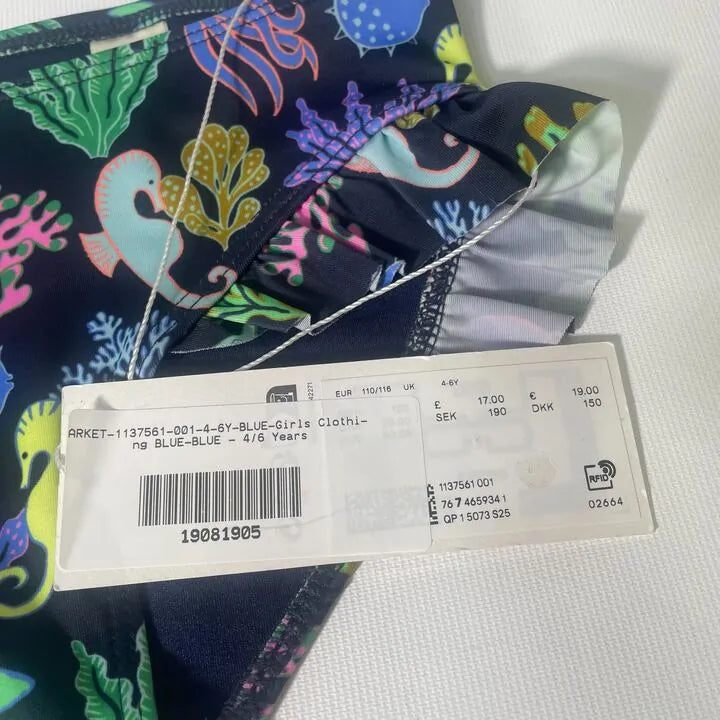 EUR 110/116 UK 4-6Y
£ 17.00 € 19.00
SEK 190 DKK 150
ARKET-1137561-001-4-6Y-BLUE-Girls Clothi-
ng BLUE-BLUE - 4/6 Years
19081905
1137561 001
76 7 465934 1
QP 1 5073 S25
RFID
02664